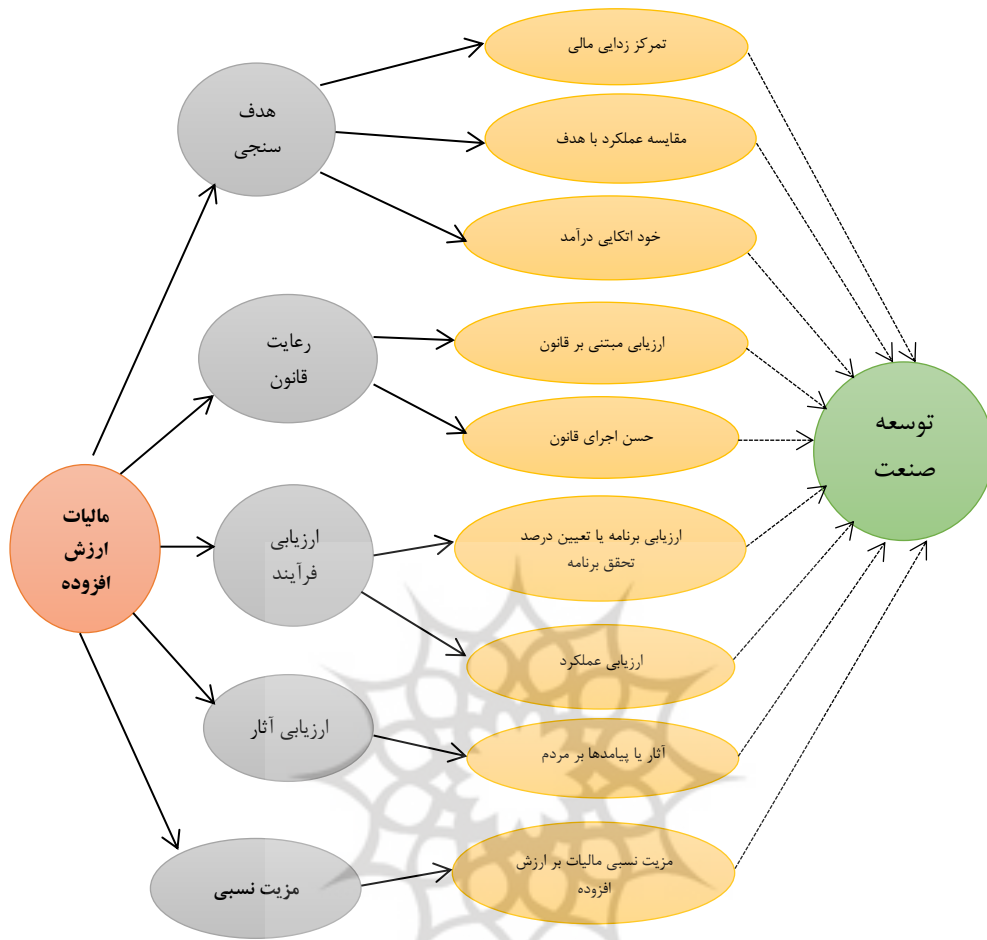 تمرکز زدایی مالی
هدف
سنجی
مقایسه عملکرد با هدف
خود اتکایی درآمد
رعایت
قانون
ارزیابی مبتنی بر قانون
حسن اجرای قانون
توسعه
صنعت
مالیات
ارزش
افزوده
ارزیابی
فرآیند
ارزیابی برنامه یا تعیین درصد
تحقق برنامه
ارزیابی عملکرد
ارزیابی آثار
آثار یا پیامدها بر مردم
مزیت نسبی
مزیت نسبی مالیات بر ارزش
افزوده